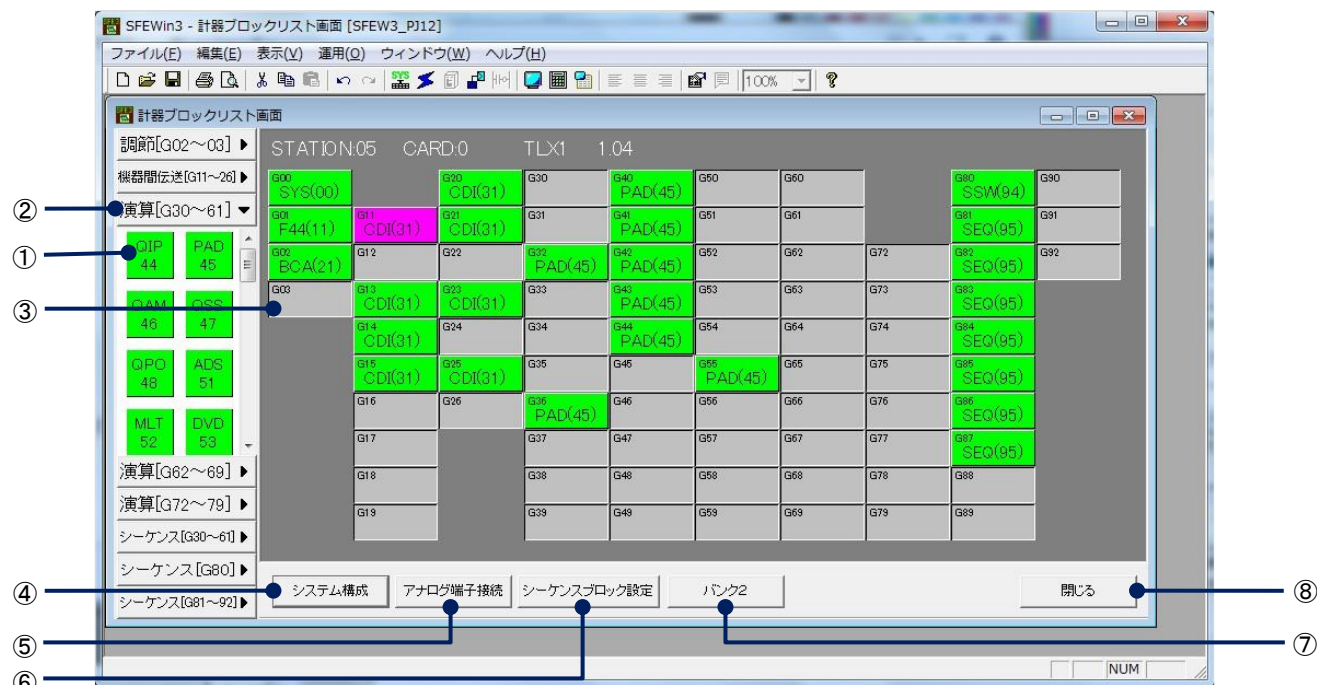 SFEWin3 - 計器ブロックリスト画面 [SFEW3_PJ12]
ファイル(F) 編集(E) 表示(V) 運用(O) ウィンドウ(W) ヘルプ(H)
SYS 100%
計器ブロックリスト画面
調節[G02～03]
機器間伝送[G11～26]
演算[G30～61]
QIP 44
PAD 45
QAM 46
QSS 47
QPO 48
ADS 51
MLT 52
DVD 53
演算[G62～69]
演算[G72～79]
シーケンス[G30～61]
シーケンス[G80]
シーケンス[G81～92]
STATION:05 CARD:0 TLX1 1.04
G00 SYS(00) G20 CDI(31) G30 G40 PAD(45) G50 G60 G80 SSW(94) G90
G01 F44(11) G11 CDI(31) G21 CDI(31) G31 G41 PAD(45) G51 G61 G81 SEQ(95) G91
G02 BCA(21) G12 G22 G32 PAD(45) G42 PAD(45) G52 G62 G72 G82 SEQ(95) G92
G03 G13 CDI(31) G23 CDI(31) G33 G43 PAD(45) G53 G63 G73 G83 SEQ(95)
G14 CDI(31) G24 G34 G44 PAD(45) G54 G64 G74 G84 SEQ(95)
G15 CDI(31) G25 CDI(31) G35 G45 G55 PAD(45) G65 G75 G85 SEQ(95)
G16 G26 G36 PAD(45) G46 G56 G66 G76 G86 SEQ(95)
G17 G37 G47 G57 G67 G77 G87 SEQ(95)
G18 G38 G48 G58 G68 G78 G88
G19 G39 G49 G59 G69 G79 G89
システム構成 アナログ端子接続 シーケンスブロック設定 バンク2 閉じる
NUM
②
①
③
④
⑤
⑥
⑦
⑧